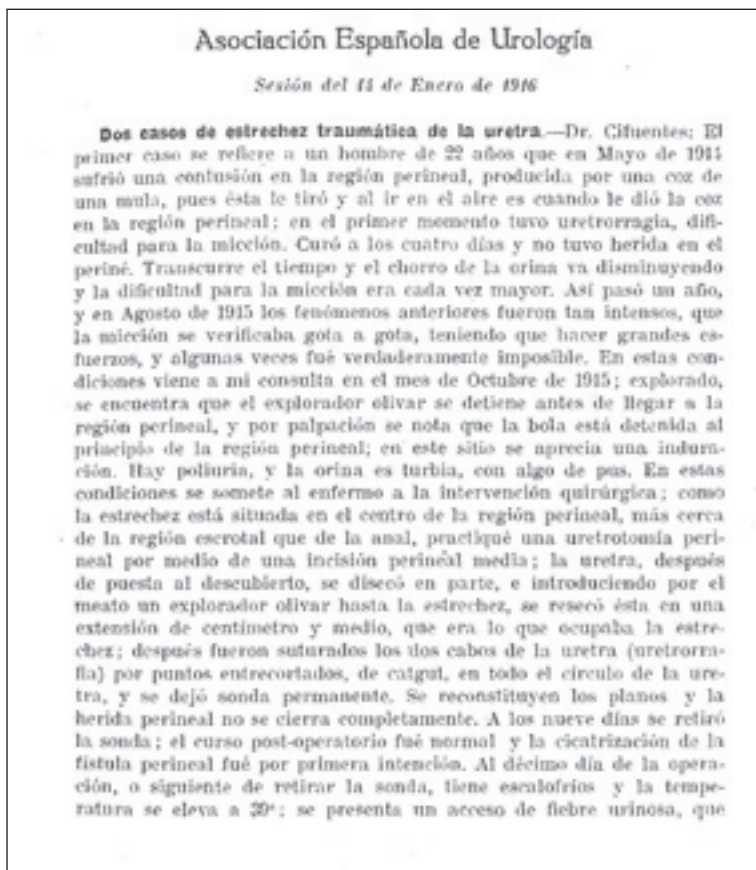 Asociación Española de Urología
Sesión del 14 de Enero de 1916
Dos casos de estrechez traumática de la uretra.—Dr. Cifuentes: El
primer caso se refiere a un hombre de 22 años que en Mayo de 1914
sufrió una contusión en la región perineal, producida por una coz de
una mula, pues ésta le tiró y al ir en el aire es cuando le dió la coz
en la región perineal; en el primer momento tuvo uretrorragia, difi-
cultad para la micción. Curó a los cuatro días y no tuvo herida en el
periné. Transcurre el tiempo y el chorro de la orina va disminuyendo
y la dificultad para la micción era cada vez mayor. Así pasó un año,
y en Agosto de 1915 los fenómenos anteriores fueron tan intensos, que
la micción se verificaba gota a gota, teniendo que hacer grandes es-
fuerzos, y algunas veces fué verdaderamente imposible. En estas con-
diciones viene a mi consulta en el mes de Octubre de 1915; explorado,
se encuentra que el explorador olivar se detiene antes de llegar a la
región perineal, y por palpación se nota que la bola está detenida al
principio de la región perineal; en este sitio se aprecia una indura-
ción. Hay poliuria, y la orina es turbia, con algo de pus. En estas
condiciones se somete al enfermo a la intervención quirúrgica; como
la estrechez está situada en el centro de la región perineal, más cerca
de la región escrotal que de la anal, practiqué una uretrotomía peri-
neal por medio de una incisión perineal media; la uretra, después
de puesta al descubierto, se disecó en parte, e introduciendo por el
meato un explorador olivar hasta la estrechez, se resecó ésta en una
extensión de centímetro y medio, que era lo que ocupaba la estre-
chez; después fueron suturados los dos cabos de la uretra (uretrorra-
fia) por puntos entrecortados, de catgut, en todo el círculo de la ure-
tra, y se dejó sonda permanente. Se reconstituyen los planos y la
herida perineal no se cierra completamente. A los nueve días se retiró
la sonda; el curso post-operatorio fué normal y la cicatrización de la
fístula perineal fué por primera intención. Al décimo día de la opera-
ción, o siguiente de retirar la sonda, tiene escalofríos y la tempe-
ratura se eleva a 39°; se presenta un acceso de fiebre urinosa, que